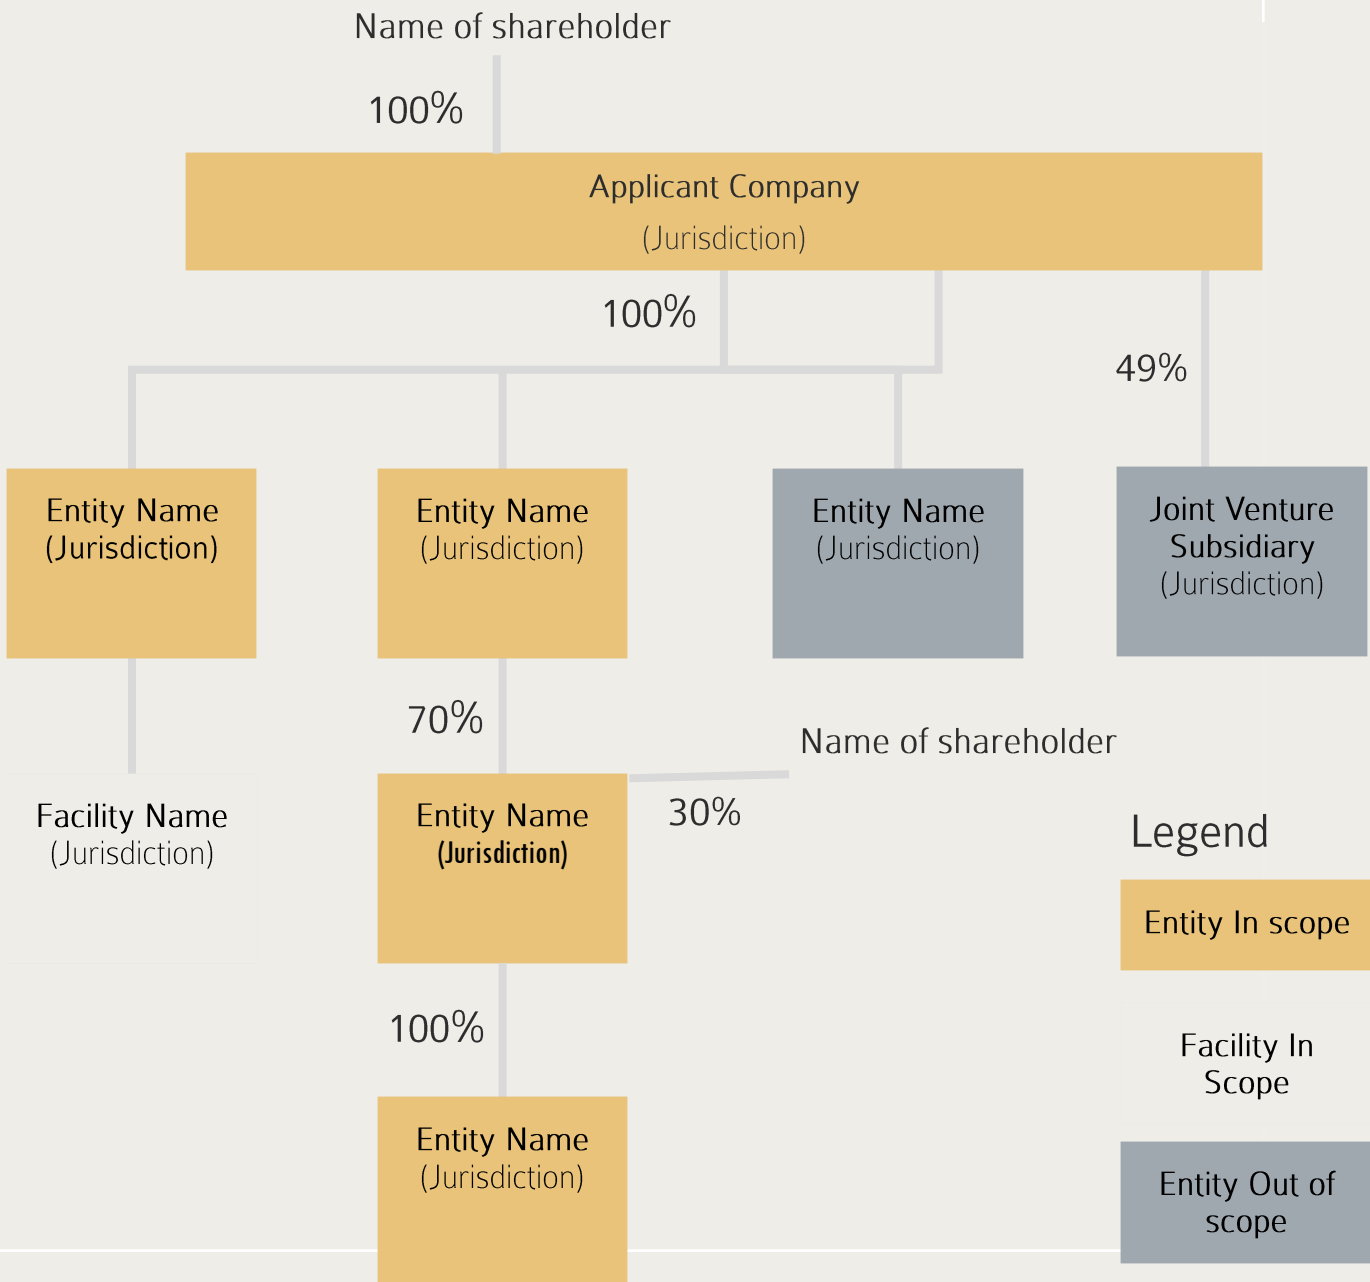 Name of shareholder
100%
Applicant Company
(Jurisdiction)
100%
49%
Entity Name
(Jurisdiction)
Entity Name
(Jurisdiction)
Entity Name
(Jurisdiction)
Joint Venture
Subsidiary
(Jurisdiction)
70%
Name of shareholder
30%
Facility Name
(Jurisdiction)
Entity Name
(Jurisdiction)
100%
Entity Name
(Jurisdiction)
Legend
Entity In scope
Facility In
Scope
Entity Out of
scope